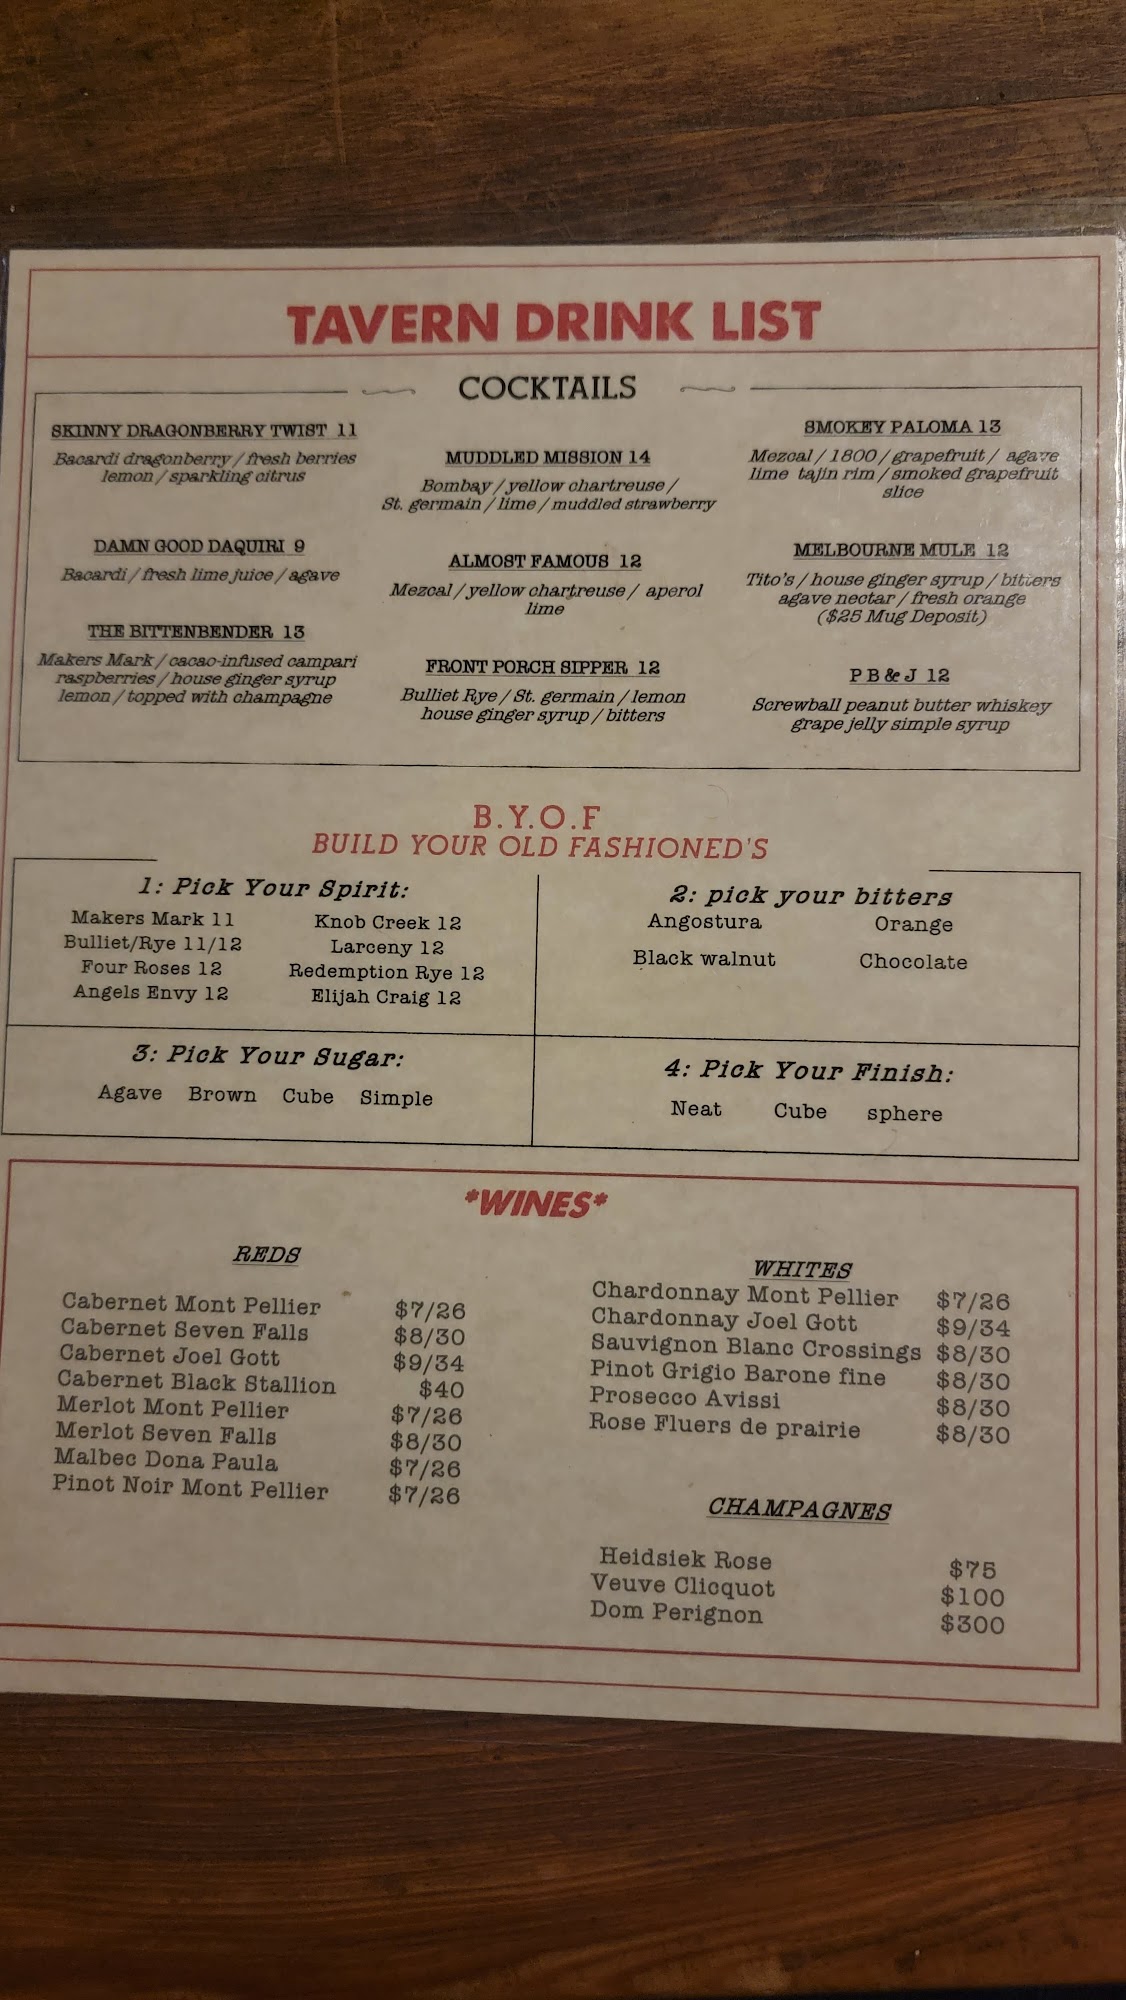 TAVERN DRINK LIST
COCKTAILS
SKINNY DRAGONBERRY TWIST 11
Bacardi dragonberry / fresh berries
lemon / sparkling citrus
DAMN GOOD DAQUIRI 9
Bacardi / fresh lime juice / agave
THE BITTENBENDER 13
Makers Mark / cacao-infused campari
raspberries / house ginger syrup
lemon / topped with champagne
MUDDLED MISSION 14
Bombay / yellow chartreuse /
St. germain / lime / muddled strawberry
ALMOST FAMOUS 12
Mezcal / yellow chartreuse / aperol
lime
FRONT PORCH SIPPER 12
Bulliet Rye / St. germain / lemon
house ginger syrup / bitters
SMOKEY PALOMA 13
Mezcal / 1800 / grapefruit / agave
lime tajin rim / smoked grapefruit
slice
MELBOURNE MULE 12
Tito's / house ginger syrup / bitters
agave nectar / fresh orange
($25 Mug Deposit)
P B & J 12
Screwball peanut butter whiskey
grape jelly simple syrup
B.Y.O.F
BUILD YOUR OLD FASHIONED'S
1: Pick Your Spirit:
Makers Mark 11 Knob Creek 12
Bulliet/Rye 11/12 Larceny 12
Four Roses 12 Redemption Rye 12
Angels Envy 12 Elijah Craig 12
2: pick your bitters
Angostura Orange
Black walnut Chocolate
3: Pick Your Sugar:
Agave Brown Cube Simple
4: Pick Your Finish:
Neat Cube sphere
*WINES*
REDS
Cabernet Mont Pellier $7/26
Cabernet Seven Falls $8/30
Cabernet Joel Gott $9/34
Cabernet Black Stallion $40
Merlot Mont Pellier $7/26
Merlot Seven Falls $8/30
Malbec Dona Paula $7/26
Pinot Noir Mont Pellier $7/26
WHITES
Chardonnay Mont Pellier $7/26
Chardonnay Joel Gott $9/34
Sauvignon Blanc Crossings $8/30
Pinot Grigio Barone fine $8/30
Prosecco Avissi $8/30
Rose Fluers de prairie $8/30
CHAMPAGNES
Heidsiek Rose $75
Veuve Clicquot $100
Dom Perignon $300